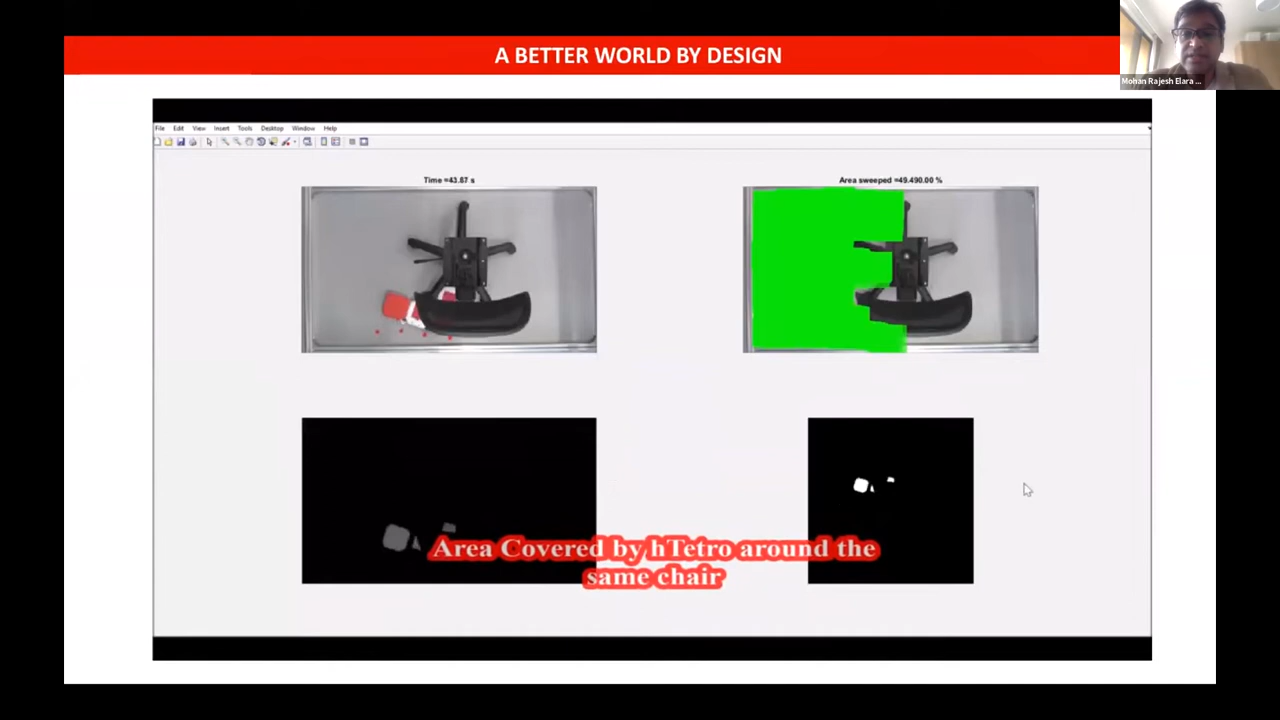 A BETTER WORLD BY DESIGN
Mohan Rajesh Elara ...
File Edit View Insert Tools Desktop Window Help
Time =43.87 s
Area sweeped =49.490.00 %
Area Covered by hTetro around the
same chair